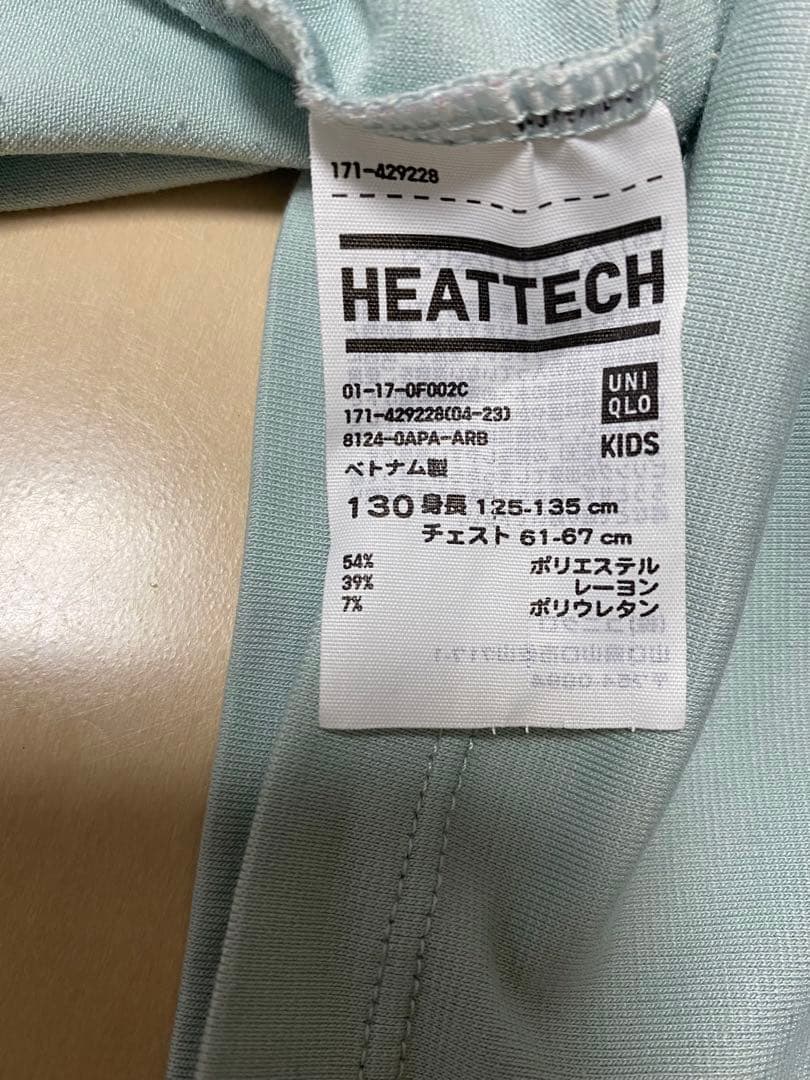 171-429228
HEATTECH
01-17-0F002C
171-429228(04-23)
8124-0APA-ARB
ベトナム製
UNI
QLO
KIDS
130 身長 125-135 cm
チェスト 61-67 cm
54% ポリエステル
39% レーヨン
7% ポリウレタン